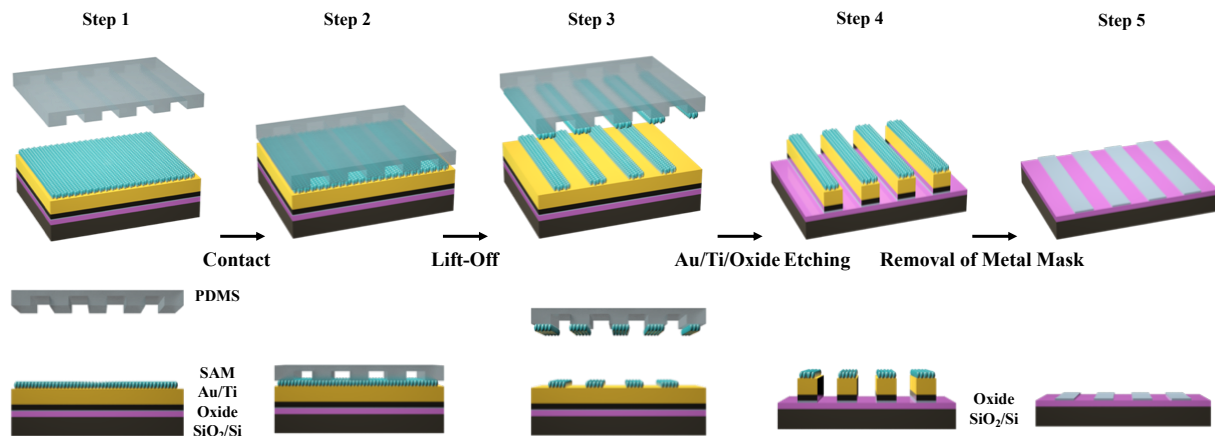 Step 1
Step 2
Step 3
Step 4
Step 5
Contact
Lift-Off
Au/Ti/Oxide Etching
Removal of Metal Mask
PDMS
SAM
Au/Ti
Oxide
SiO₂/Si
Oxide
SiO₂/Si